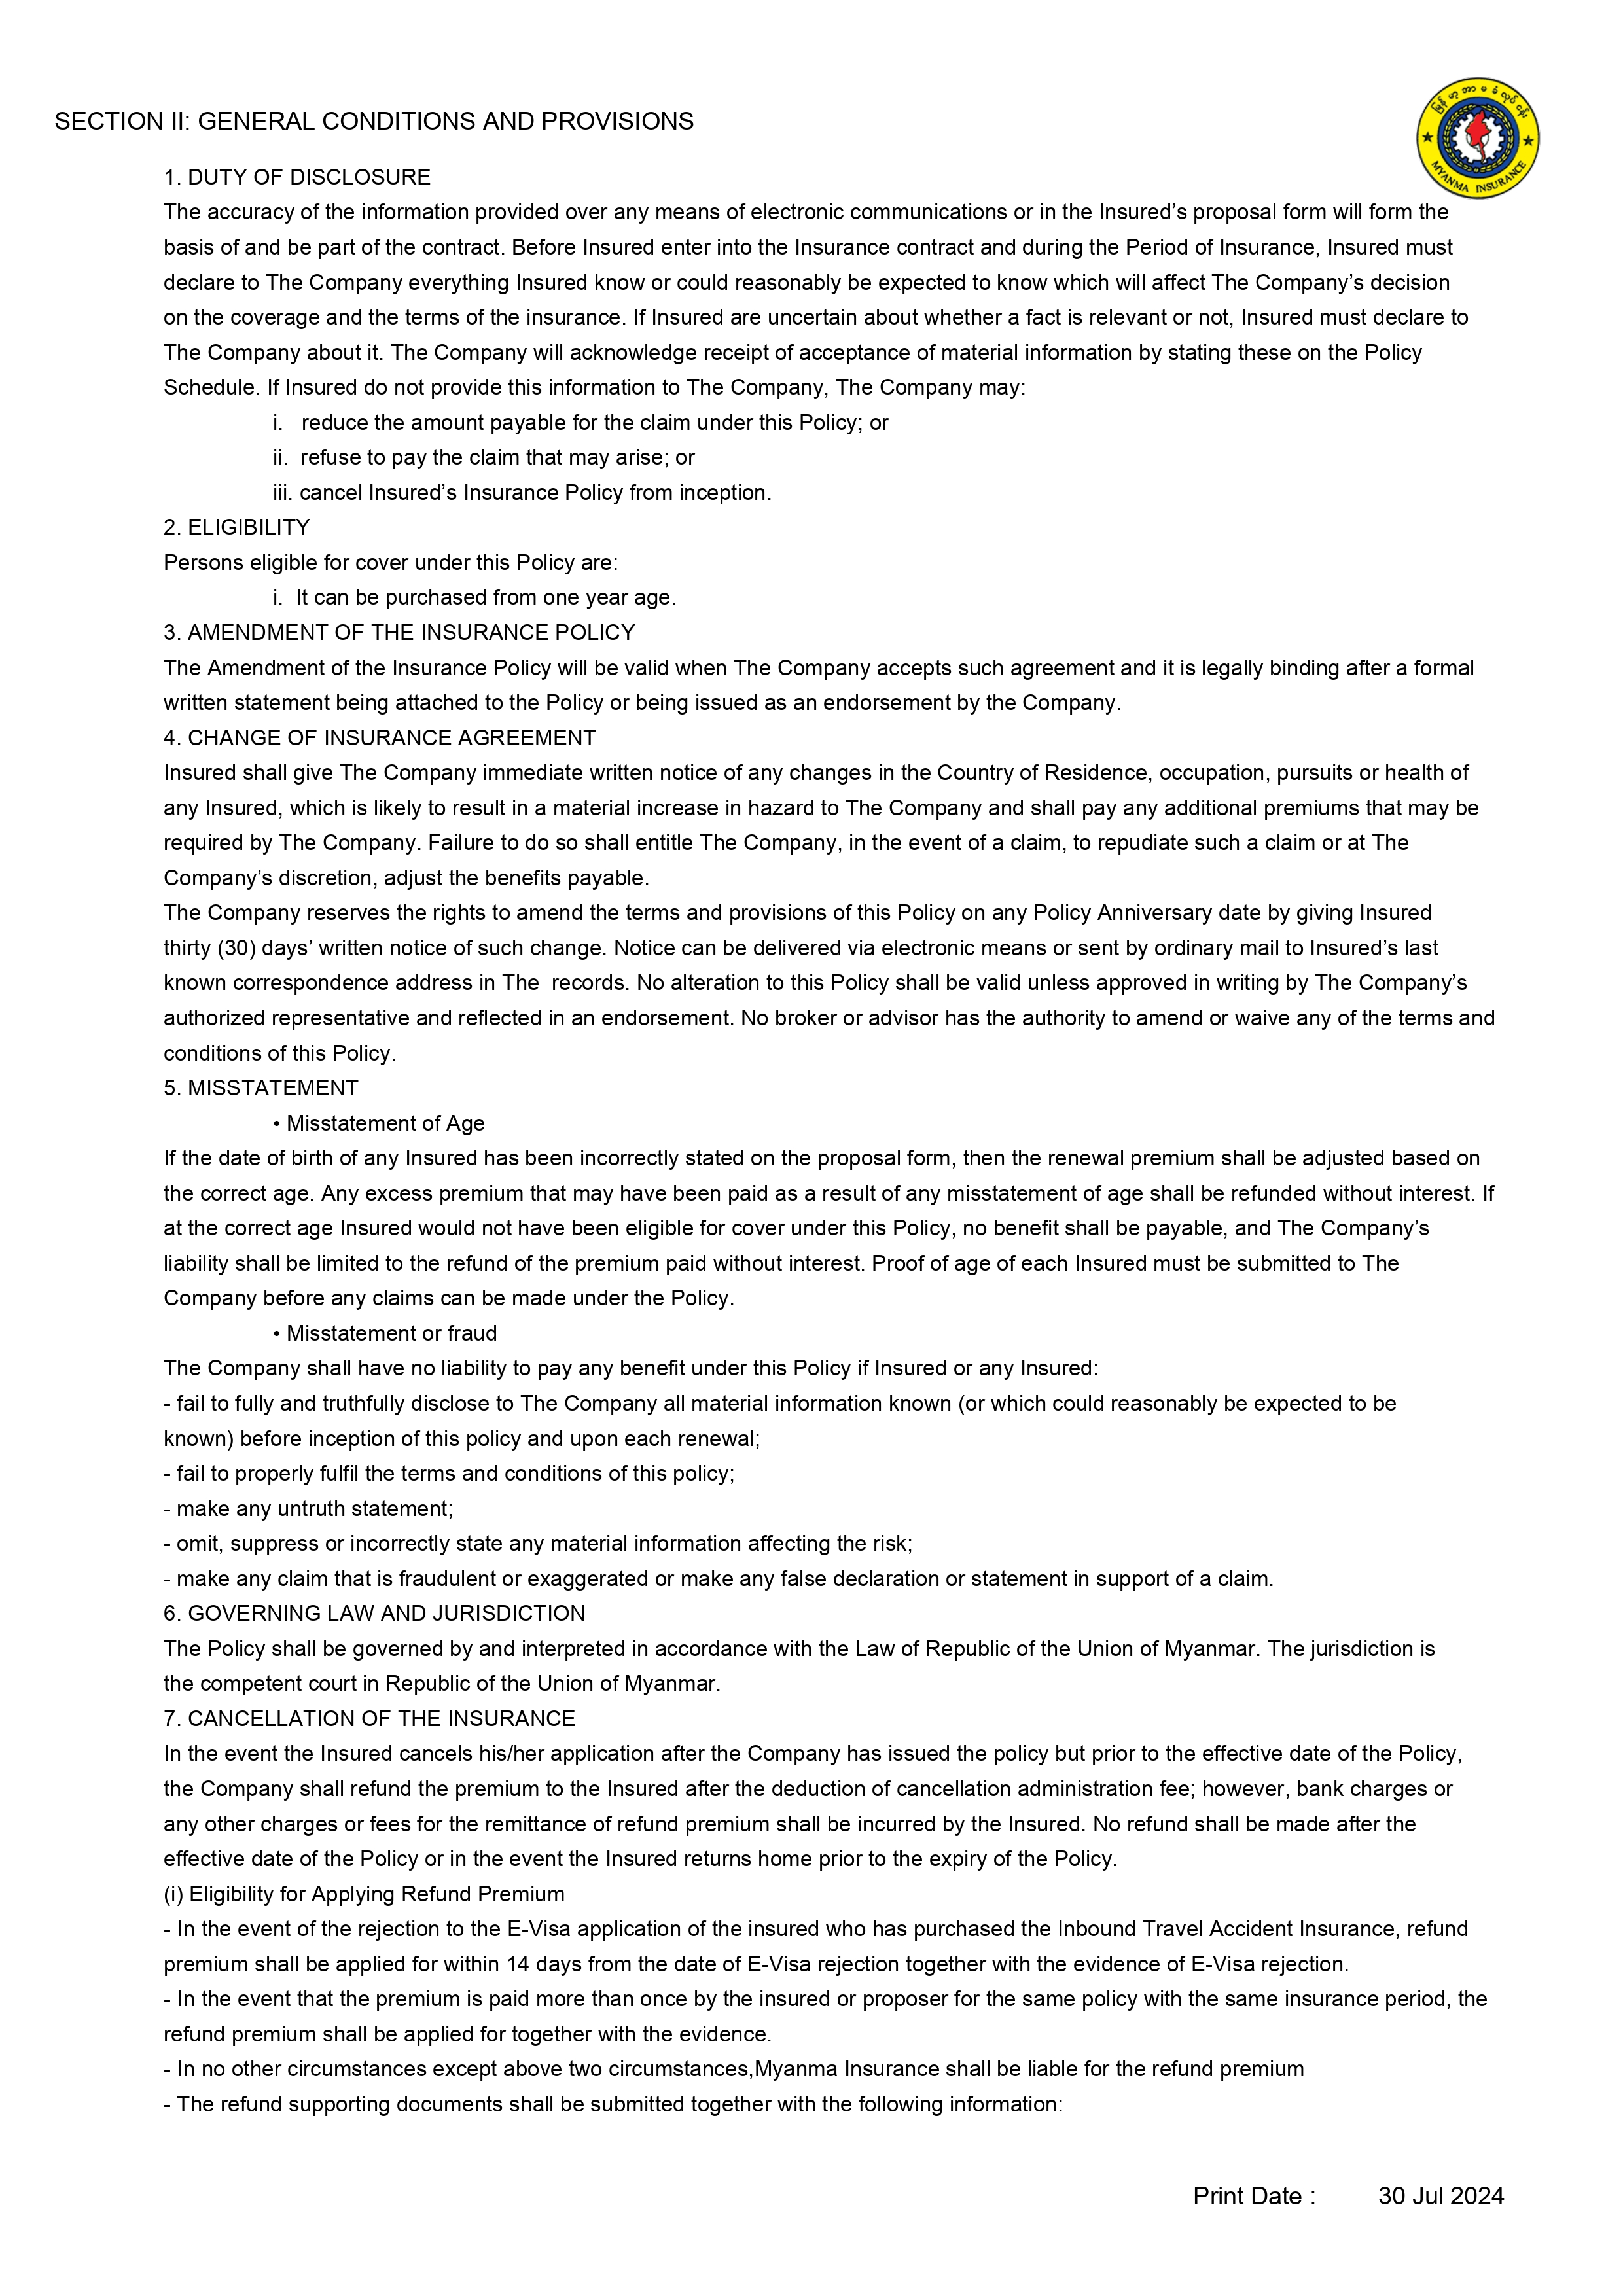 SECTION II: GENERAL CONDITIONS AND PROVISIONS
မြန်မာ့အာမခံလုပ်ငန်း
MYANMA INSURANCE
1. DUTY OF DISCLOSURE
The accuracy of the information provided over any means of electronic communications or in the Insured’s proposal form will form the
basis of and be part of the contract. Before Insured enter into the Insurance contract and during the Period of Insurance, Insured must
declare to The Company everything Insured know or could reasonably be expected to know which will affect The Company’s decision
on the coverage and the terms of the insurance. If Insured are uncertain about whether a fact is relevant or not, Insured must declare to
The Company about it. The Company will acknowledge receipt of acceptance of material information by stating these on the Policy
Schedule. If Insured do not provide this information to The Company, The Company may:
i. reduce the amount payable for the claim under this Policy; or
ii. refuse to pay the claim that may arise; or
iii. cancel Insured’s Insurance Policy from inception.
2. ELIGIBILITY
Persons eligible for cover under this Policy are:
i. It can be purchased from one year age.
3. AMENDMENT OF THE INSURANCE POLICY
The Amendment of the Insurance Policy will be valid when The Company accepts such agreement and it is legally binding after a formal
written statement being attached to the Policy or being issued as an endorsement by the Company.
4. CHANGE OF INSURANCE AGREEMENT
Insured shall give The Company immediate written notice of any changes in the Country of Residence, occupation, pursuits or health of
any Insured, which is likely to result in a material increase in hazard to The Company and shall pay any additional premiums that may be
required by The Company. Failure to do so shall entitle The Company, in the event of a claim, to repudiate such a claim or at The
Company’s discretion, adjust the benefits payable.
The Company reserves the rights to amend the terms and provisions of this Policy on any Policy Anniversary date by giving Insured
thirty (30) days’ written notice of such change. Notice can be delivered via electronic means or sent by ordinary mail to Insured’s last
known correspondence address in The records. No alteration to this Policy shall be valid unless approved in writing by The Company’s
authorized representative and reflected in an endorsement. No broker or advisor has the authority to amend or waive any of the terms and
conditions of this Policy.
5. MISSTATEMENT
• Misstatement of Age
If the date of birth of any Insured has been incorrectly stated on the proposal form, then the renewal premium shall be adjusted based on
the correct age. Any excess premium that may have been paid as a result of any misstatement of age shall be refunded without interest. If
at the correct age Insured would not have been eligible for cover under this Policy, no benefit shall be payable, and The Company’s
liability shall be limited to the refund of the premium paid without interest. Proof of age of each Insured must be submitted to The
Company before any claims can be made under the Policy.
• Misstatement or fraud
The Company shall have no liability to pay any benefit under this Policy if Insured or any Insured:
- fail to fully and truthfully disclose to The Company all material information known (or which could reasonably be expected to be
known) before inception of this policy and upon each renewal;
- fail to properly fulfil the terms and conditions of this policy;
- make any untruth statement;
- omit, suppress or incorrectly state any material information affecting the risk;
- make any claim that is fraudulent or exaggerated or make any false declaration or statement in support of a claim.
6. GOVERNING LAW AND JURISDICTION
The Policy shall be governed by and interpreted in accordance with the Law of Republic of the Union of Myanmar. The jurisdiction is
the competent court in Republic of the Union of Myanmar.
7. CANCELLATION OF THE INSURANCE
In the event the Insured cancels his/her application after the Company has issued the policy but prior to the effective date of the Policy,
the Company shall refund the premium to the Insured after the deduction of cancellation administration fee; however, bank charges or
any other charges or fees for the remittance of refund premium shall be incurred by the Insured. No refund shall be made after the
effective date of the Policy or in the event the Insured returns home prior to the expiry of the Policy.
(i) Eligibility for Applying Refund Premium
- In the event of the rejection to the E-Visa application of the insured who has purchased the Inbound Travel Accident Insurance, refund
premium shall be applied for within 14 days from the date of E-Visa rejection together with the evidence of E-Visa rejection.
- In the event that the premium is paid more than once by the insured or proposer for the same policy with the same insurance period, the
refund premium shall be applied for together with the evidence.
- In no other circumstances except above two circumstances,Myanma Insurance shall be liable for the refund premium
- The refund supporting documents shall be submitted together with the following information:
Print Date : 30 Jul 2024